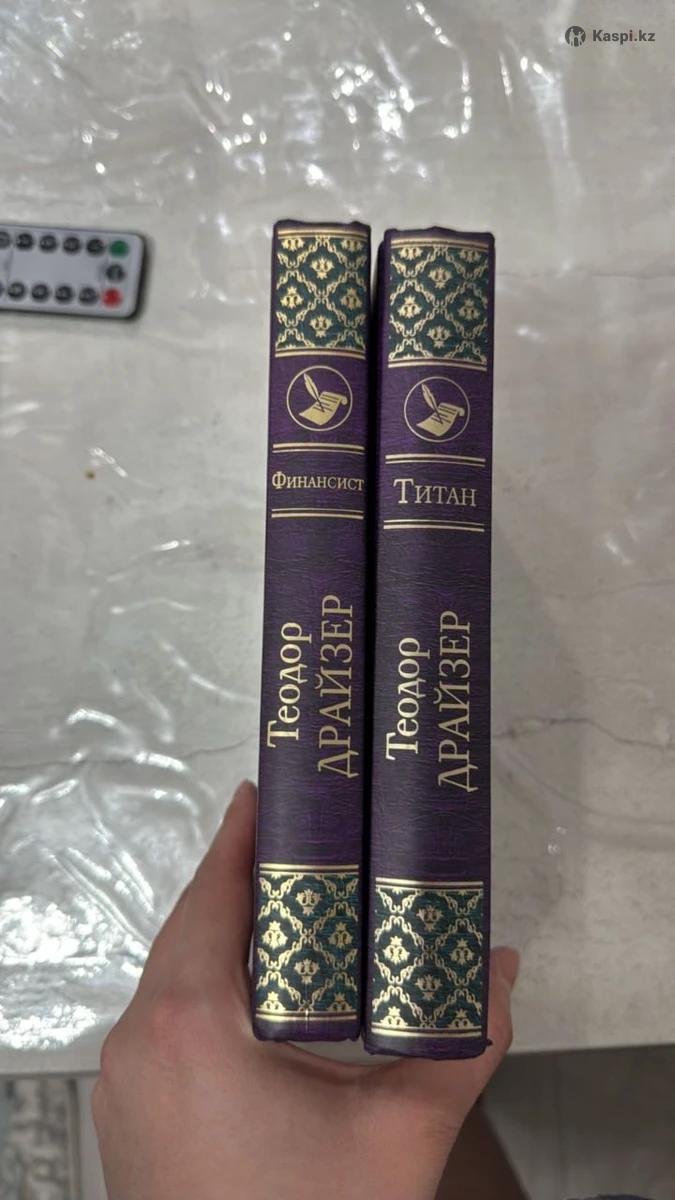 Kaspi.kz
Финансист
Теодор
ДРАЙЗЕР
Титан
Теодор
ДРАЙЗЕР